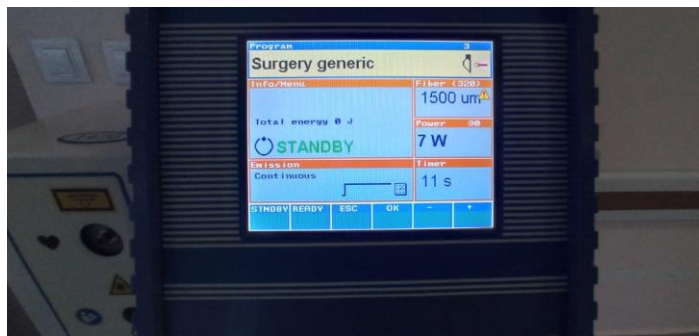 Program 3
Surgery generic
Info/Menu
Fiber (320)
1500 um
Total energy 0 J
Power 90
STANDBY
7 W
Emission
Timer
Continuous
11 s
STNDBY READY ESC OK - +